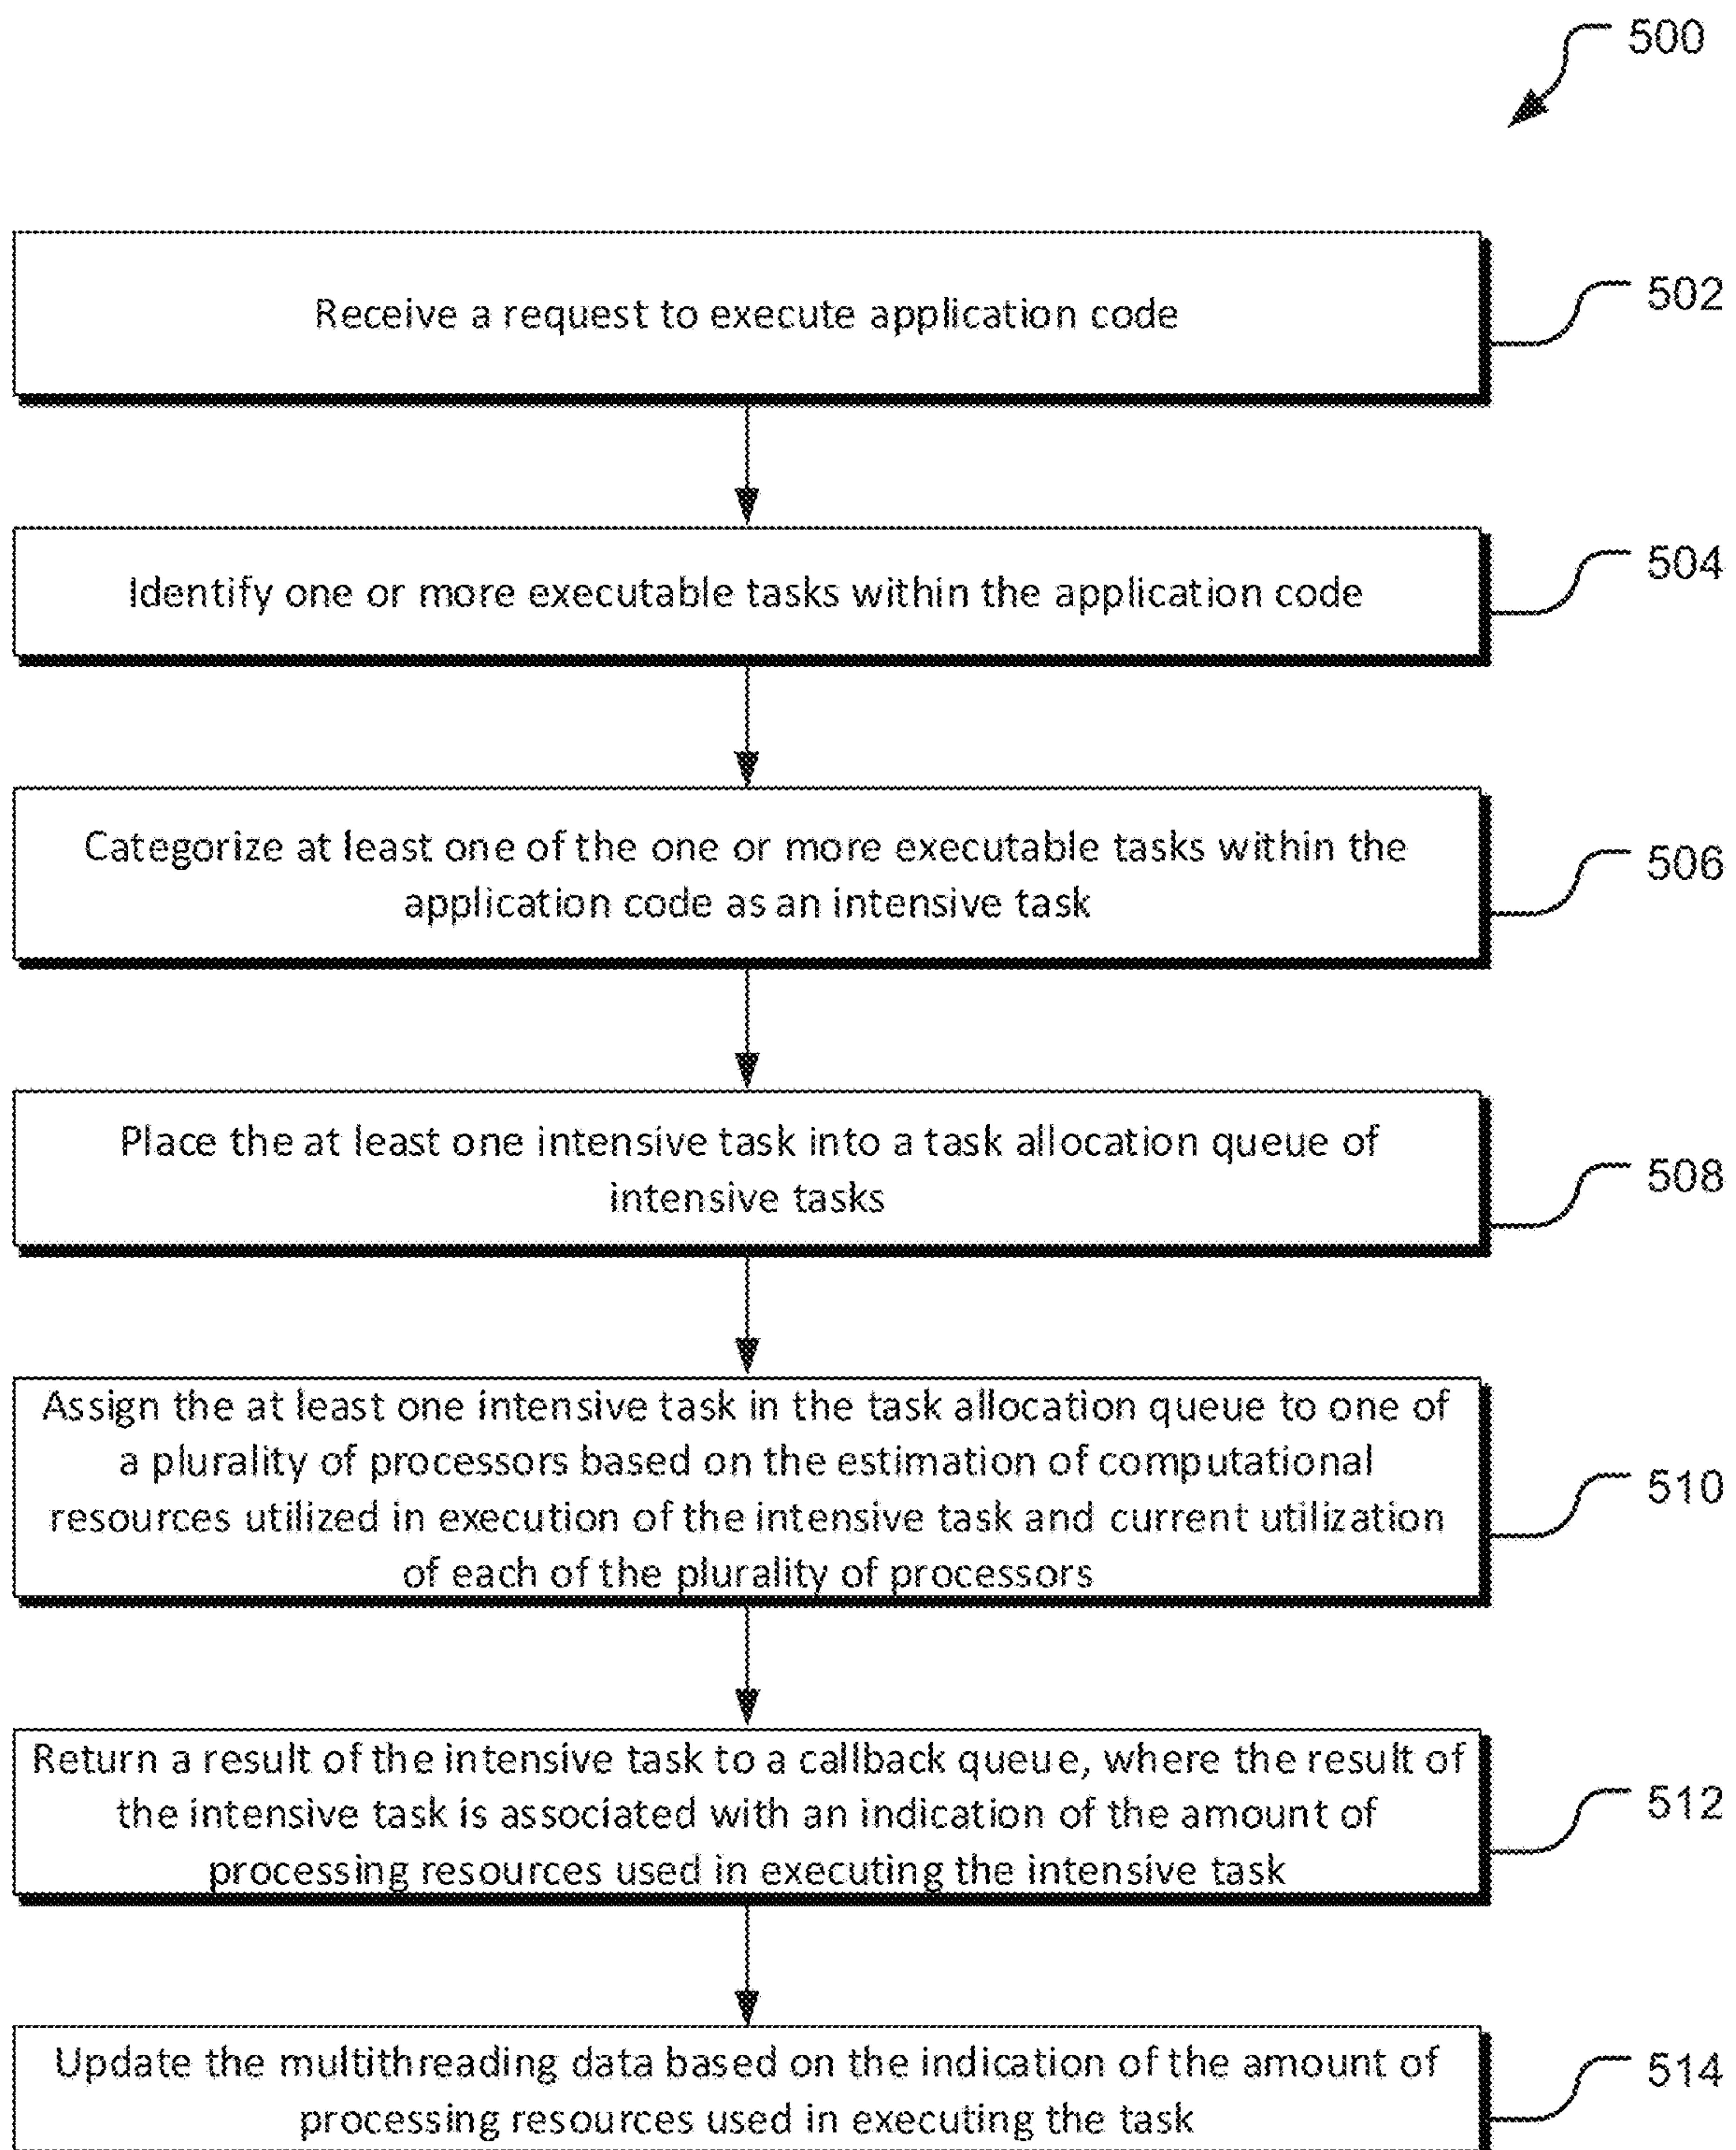 500
Receive a request to execute application code
502
Identify one or more executable tasks within the application code
504
Categorize at least one of the one or more executable tasks within the
application code as an intensive task
506
Place the at least one intensive task into a task allocation queue of
intensive tasks
508
Assign the at least one intensive task in the task allocation queue to one of
a plurality of processors based on the estimation of computational
resources utilized in execution of the intensive task and current utilization
of each of the plurality of processors
510
Return a result of the intensive task to a callback queue, where the result of
the intensive task is associated with an indication of the amount of
processing resources used in executing the intensive task
512
Update the multithreading data based on the indication of the amount of
processing resources used in executing the task
514